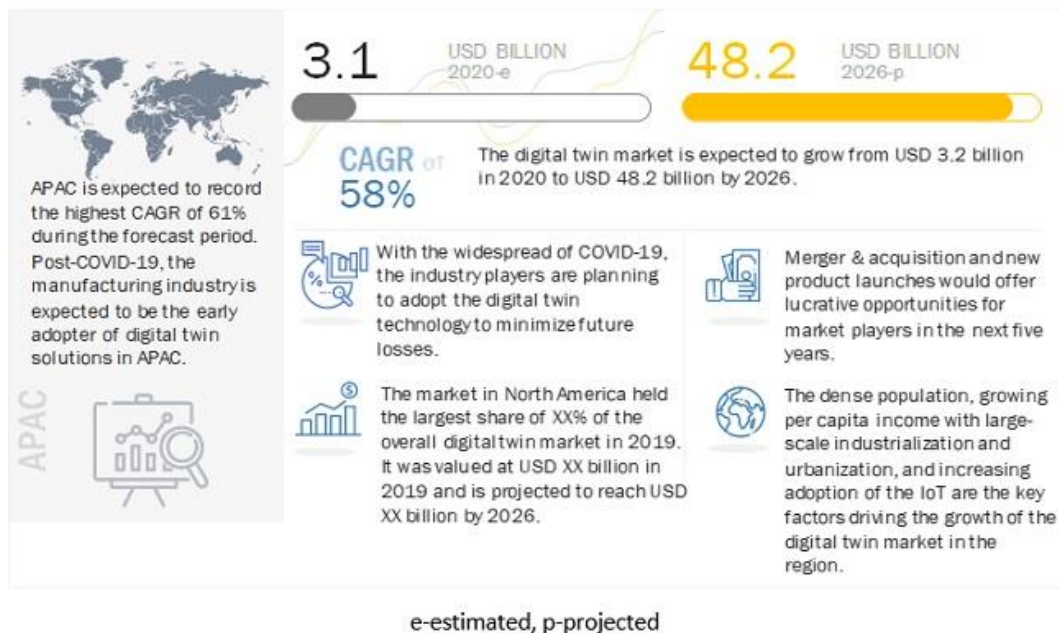 3.1
USD BILLION
2020-e
48.2
USD BILLION
2026-p
CAGR OF
58%
The digital twin market is expected to grow from USD 3.2 billion
in 2020 to USD 48.2 billion by 2026.
APAC is expected to record
the highest CAGR of 61%
during the forecast period.
Post-COVID-19, the
manufacturing industry is
expected to be the early
adopter of digital twin
solutions in APAC.
APAC
With the widespread of COVID-19,
the industry players are planning
to adopt the digital twin
technology to minimize future
losses.
Merger & acquisition and new
product launches would offer
lucrative opportunities for
market players in the next five
years.
The market in North America held
the largest share of XX% of the
overall digital twin market in 2019.
It was valued at USD XX billion in
2019 and is projected to reach USD
XX billion by 2026.
The dense population, growing
per capita income with large-
scale industrialization and
urbanization, and increasing
adoption of the IoT are the key
factors driving the growth of the
digital twin market in the
region.
e-estimated, p-projected